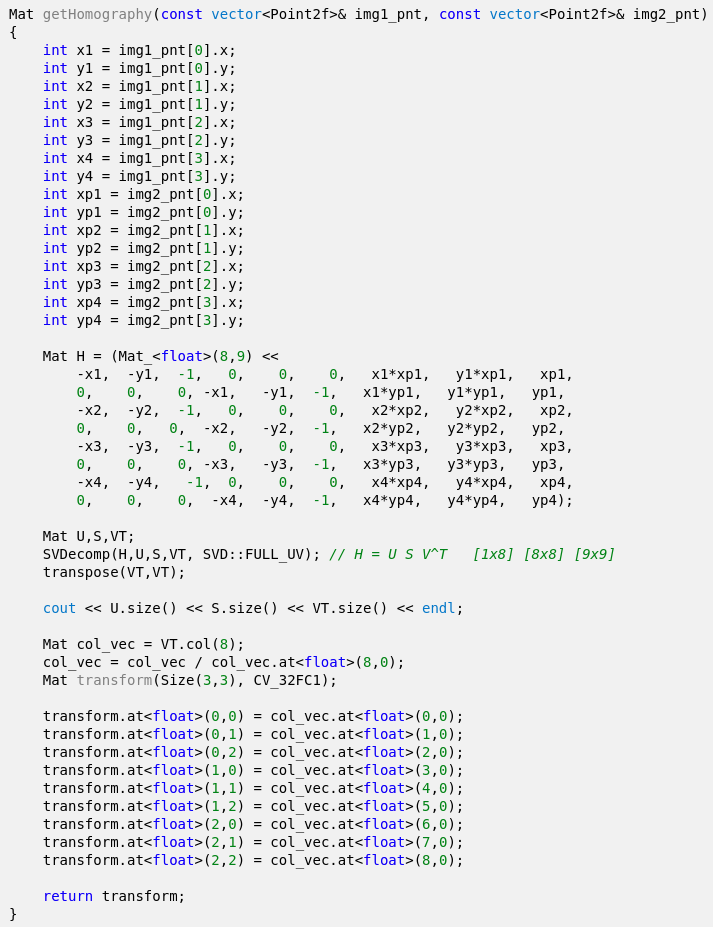 Mat getHomography(const vector<Point2f>& img1_pnt, const vector<Point2f>& img2_pnt)
{
    int x1 = img1_pnt[0].x;
    int y1 = img1_pnt[0].y;
    int x2 = img1_pnt[1].x;
    int y2 = img1_pnt[1].y;
    int x3 = img1_pnt[2].x;
    int y3 = img1_pnt[2].y;
    int x4 = img1_pnt[3].x;
    int y4 = img1_pnt[3].y;
    int xp1 = img2_pnt[0].x;
    int yp1 = img2_pnt[0].y;
    int xp2 = img2_pnt[1].x;
    int yp2 = img2_pnt[1].y;
    int xp3 = img2_pnt[2].x;
    int yp3 = img2_pnt[2].y;
    int xp4 = img2_pnt[3].x;
    int yp4 = img2_pnt[3].y;

    Mat H = (Mat_<float>(8,9) <<
        -x1,  -y1,  -1,   0,     0,     0,   x1*xp1,   y1*xp1,   xp1,
        0,    0,     0, -x1,   -y1,  -1,   x1*yp1,   y1*yp1,   yp1,
        -x2,  -y2,  -1,   0,     0,     0,   x2*xp2,   y2*xp2,   xp2,
        0,    0,    0,  -x2,   -y2,  -1,   x2*yp2,   y2*yp2,   yp2,
        -x3,  -y3,  -1,   0,     0,     0,   x3*xp3,   y3*xp3,   xp3,
        0,    0,     0, -x3,   -y3,  -1,   x3*yp3,   y3*yp3,   yp3,
        -x4,  -y4,   -1,  0,     0,     0,   x4*xp4,   y4*xp4,   xp4,
        0,    0,     0,  -x4,  -y4,  -1,   x4*yp4,   y4*yp4,   yp4);

    Mat U,S,VT;
    SVDecomp(H,U,S,VT, SVD::FULL_UV); // H = U S V^T   [1x8] [8x8] [9x9]
    transpose(VT,VT);

    cout << U.size() << S.size() << VT.size() << endl;

    Mat col_vec = VT.col(8);
    col_vec = col_vec / col_vec.at<float>(8,0);
    Mat transform(Size(3,3), CV_32FC1);

    transform.at<float>(0,0) = col_vec.at<float>(0,0);
    transform.at<float>(0,1) = col_vec.at<float>(1,0);
    transform.at<float>(0,2) = col_vec.at<float>(2,0);
    transform.at<float>(1,0) = col_vec.at<float>(3,0);
    transform.at<float>(1,1) = col_vec.at<float>(4,0);
    transform.at<float>(1,2) = col_vec.at<float>(5,0);
    transform.at<float>(2,0) = col_vec.at<float>(6,0);
    transform.at<float>(2,1) = col_vec.at<float>(7,0);
    transform.at<float>(2,2) = col_vec.at<float>(8,0);

    return transform;
}